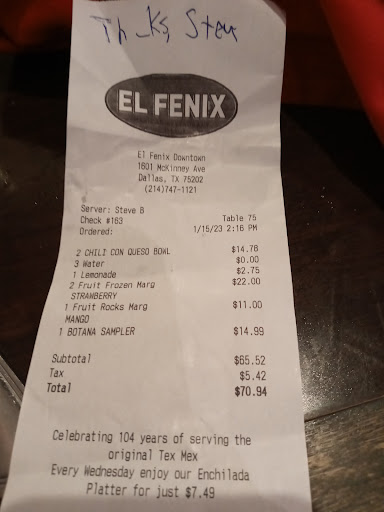 Thanks, Steve
EL FENIX
El Fenix Downtown
1601 McKinney Ave
Dallas, TX 75202
(214)747-1121
Server: Steve B
Check #163 Table 75
Ordered: 1/15/23 2:16 PM
2 CHILI CON QUESO BOWL $14.78
3 Water $0.00
1 Lemonade $2.75
2 Fruit Frozen Marg $22.00
STRAWBERRY
1 Fruit Rocks Marg $11.00
MANGO
1 BOTANA SAMPLER $14.99
Subtotal $65.52
Tax $5.42
Total $70.94
Celebrating 104 years of serving the
original Tex Mex
Every Wednesday enjoy our Enchilada
Platter for just $7.49